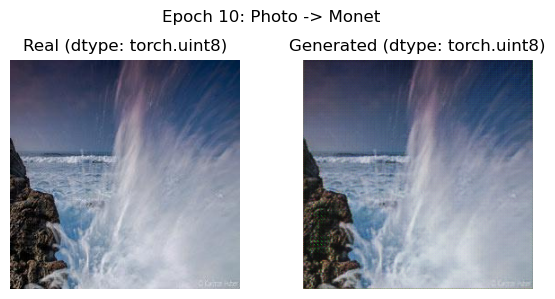 Epoch 10: Photo -> Monet
Real (dtype: torch.uint8)
Generated (dtype: torch.uint8)